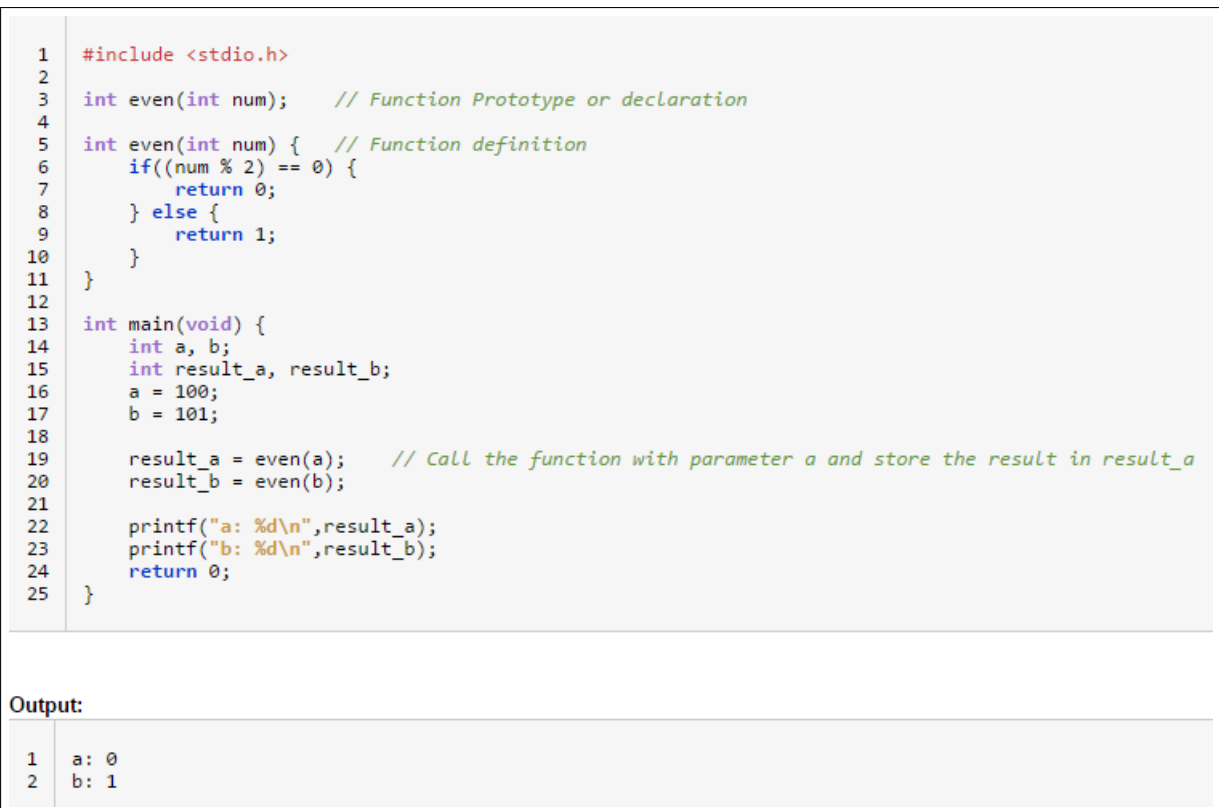 1 #include <stdio.h>
2
3 int even(int num);    // Function Prototype or declaration
4
5 int even(int num) {   // Function definition
6     if((num % 2) == 0) {
7         return 0;
8     } else {
9         return 1;
10     }
11 }
12
13 int main(void) {
14     int a, b;
15     int result_a, result_b;
16     a = 100;
17     b = 101;
18
19     result_a = even(a);    // Call the function with parameter a and store the result in result_a
20     result_b = even(b);
21
22     printf("a: %d\n",result_a);
23     printf("b: %d\n",result_b);
24     return 0;
25 }
Output:
1 a: 0
2 b: 1